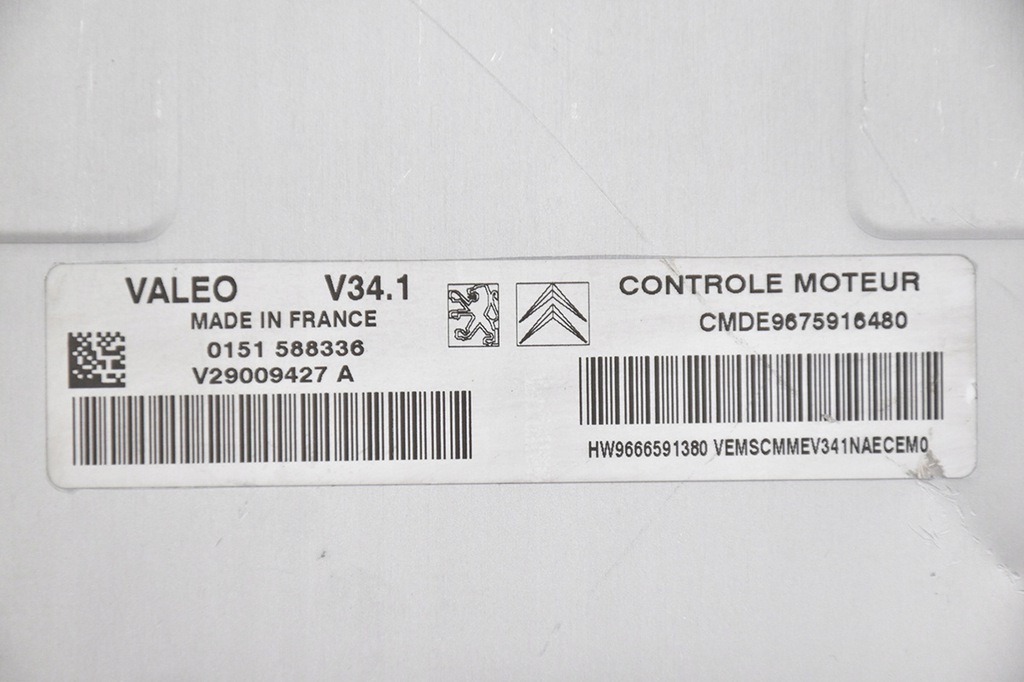 VALEO V34.1
MADE IN FRANCE
0151 588336
V29009427 A
CONTROLE MOTEUR
CMDE9675916480
HW9666591380 VEMSCMMEV341NAECEM0